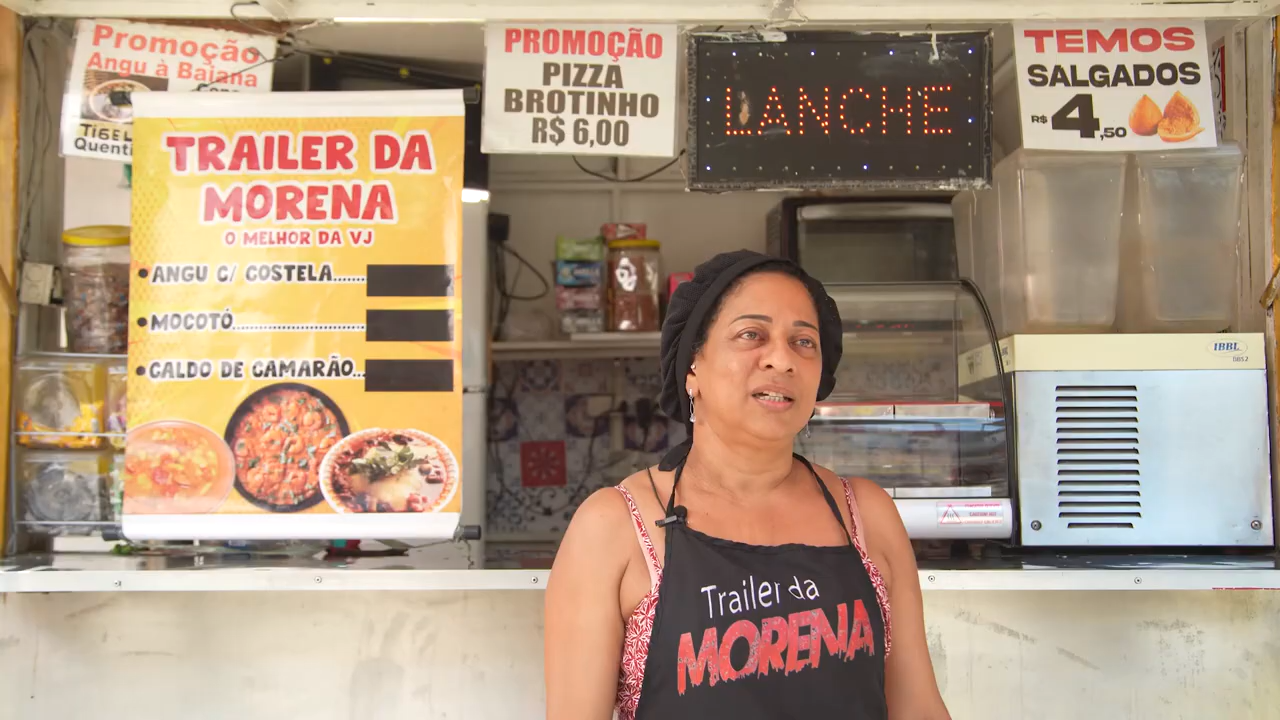 Promoção
Angu à Baiana
PROMOÇÃO
PIZZA
BROTINHO
R$ 6,00
LANCHE
TEMOS
SALGADOS
R$ 4,50
TRAILER DA
MORENA
O MELHOR DA VJ
•ANGU C/ COSTELA.......
•MOCOTÓ
•CALDO DE CAMARÃO...
IBBL
Trailer da
MORENA